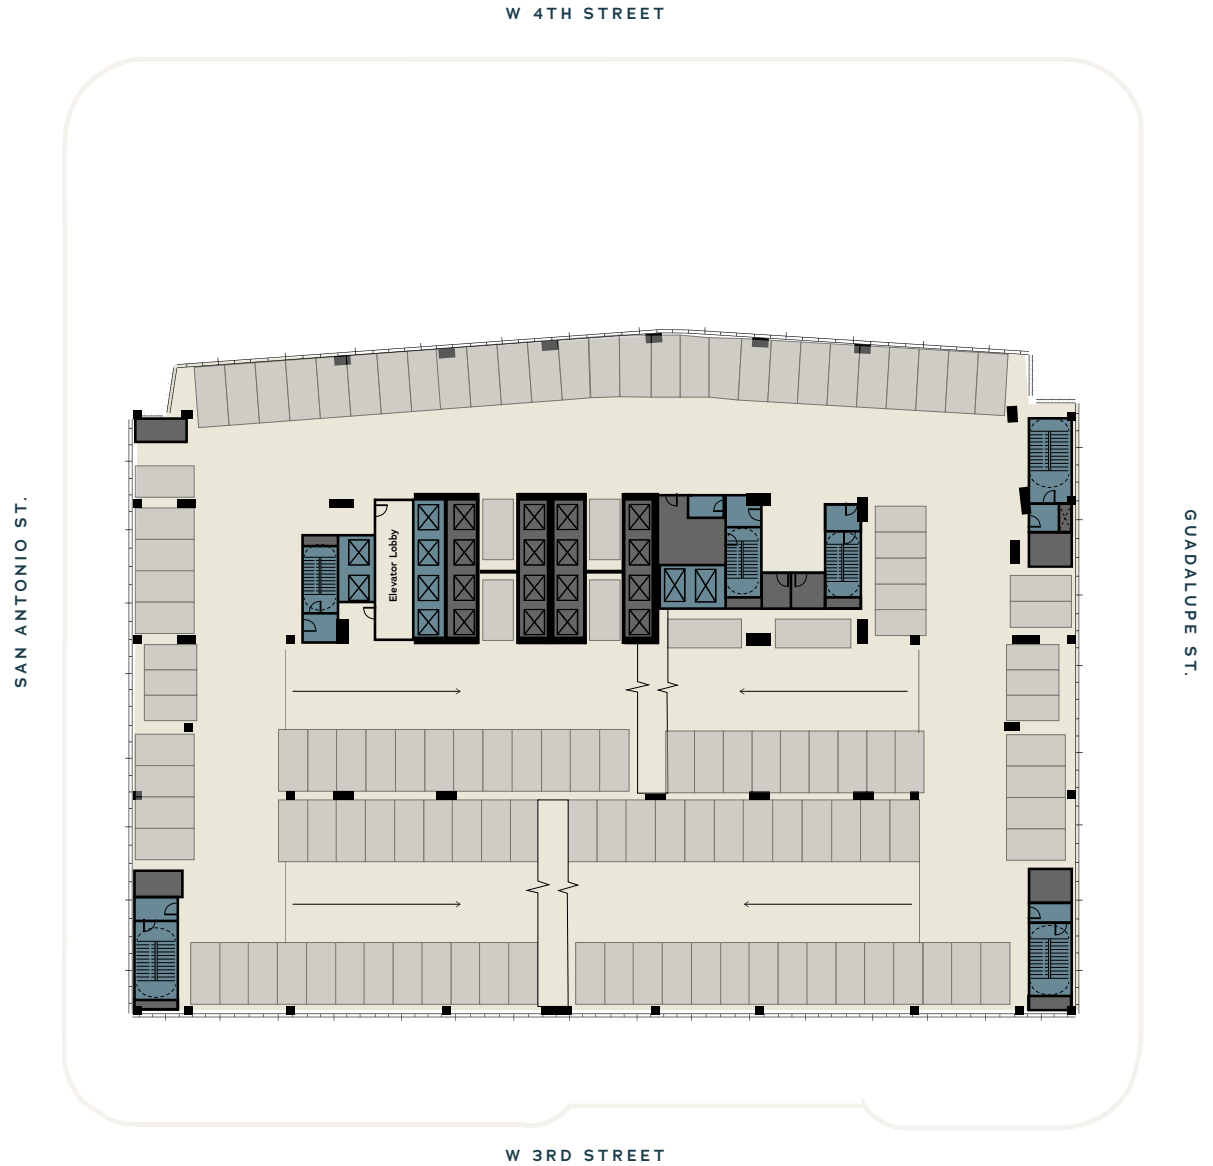 W 4TH STREET
SAN ANTONIO ST.
Elevator Lobby
GUADALUPE ST.
W 3RD STREET